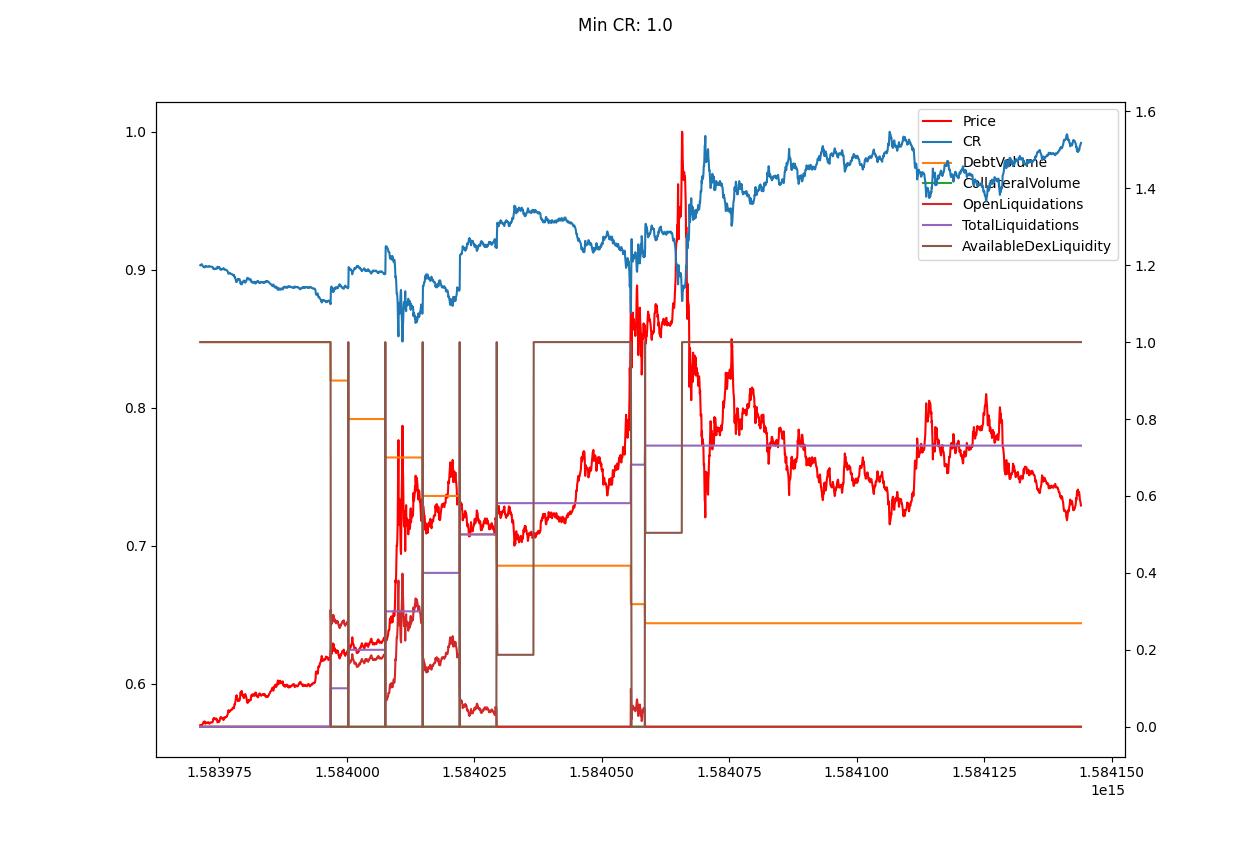 Min CR: 1.0
1.0
0.9
0.8
0.7
0.6
1.6
1.4
1.2
1.0
0.8
0.6
0.4
0.2
0.0
Price
CR
DebtVolume
CollateralVolume
OpenLiquidations
TotalLiquidations
AvailableDexLiquidity
1.583975 1.584000 1.584025 1.584050 1.584075 1.584100 1.584125 1.584150
1e15